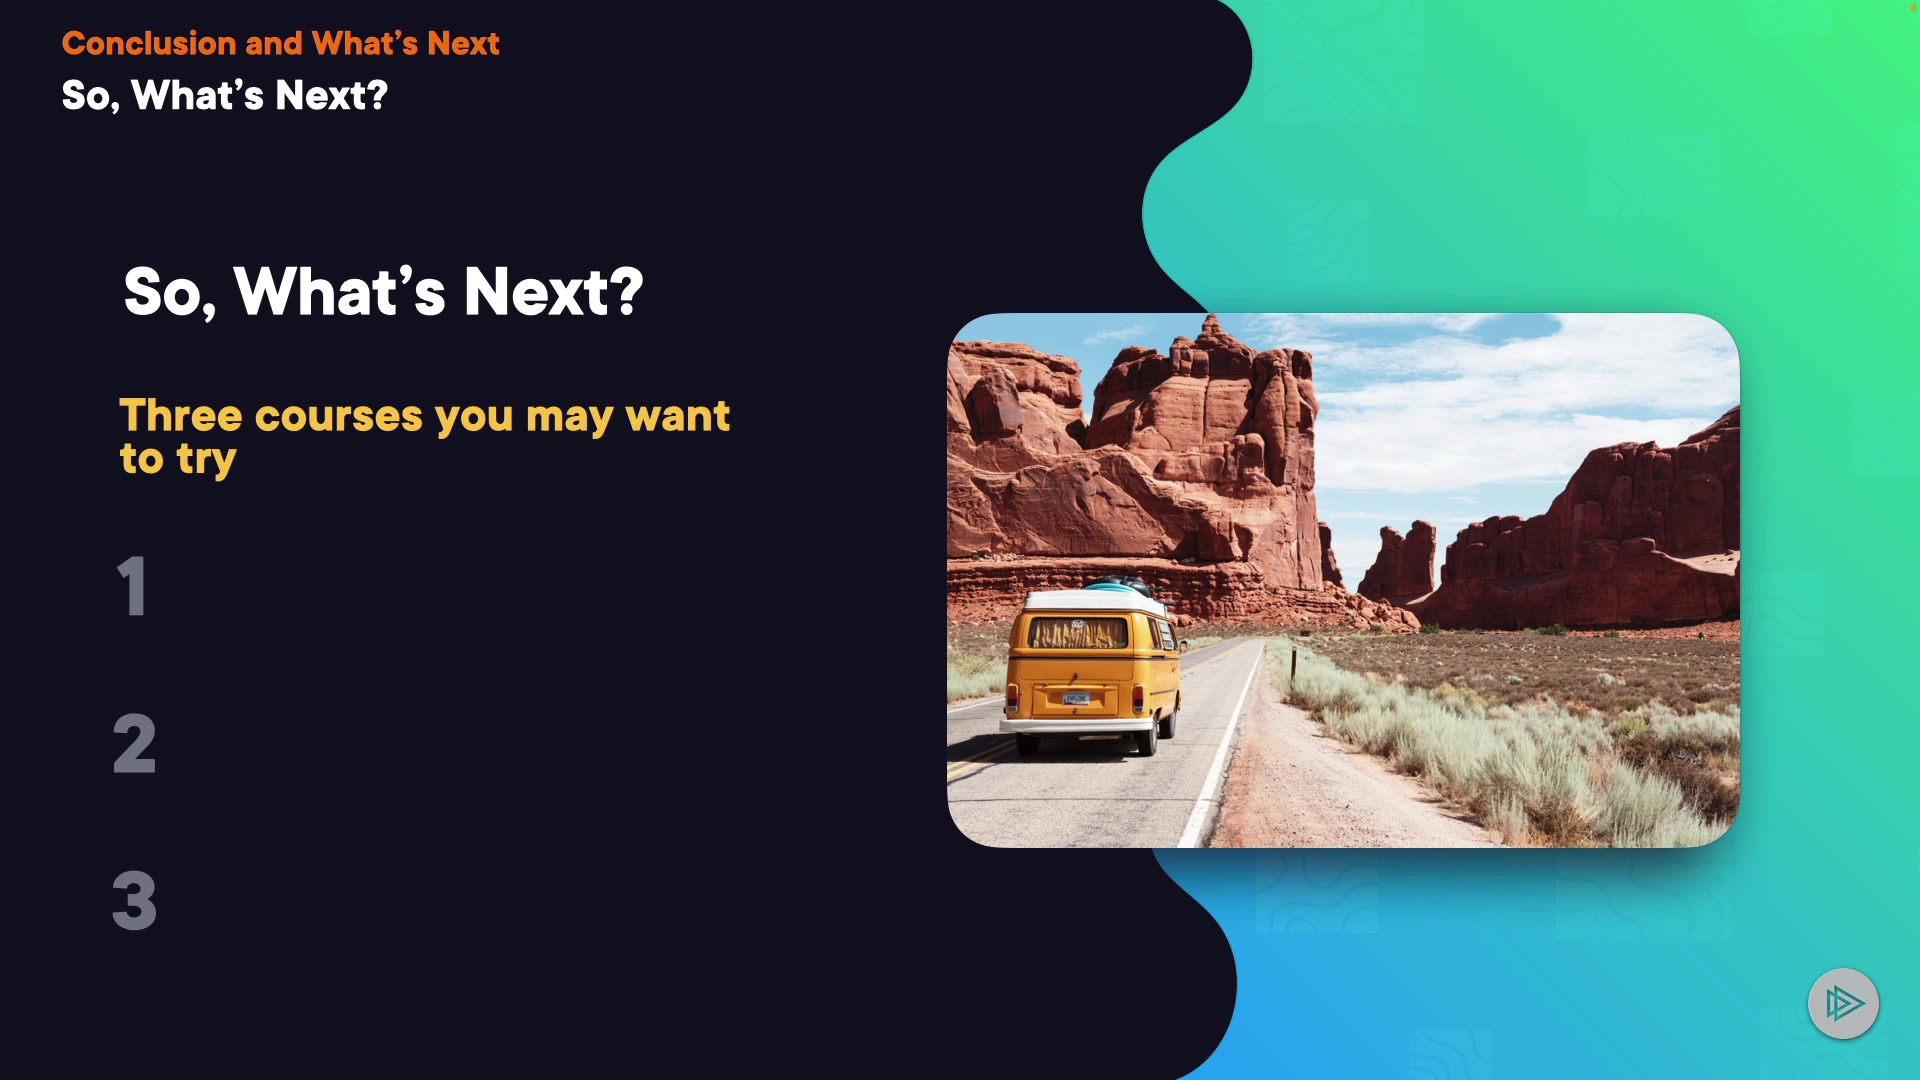 Conclusion and What’s Next
So, What’s Next?
So, What’s Next?
Three courses you may want
to try
1
2
3